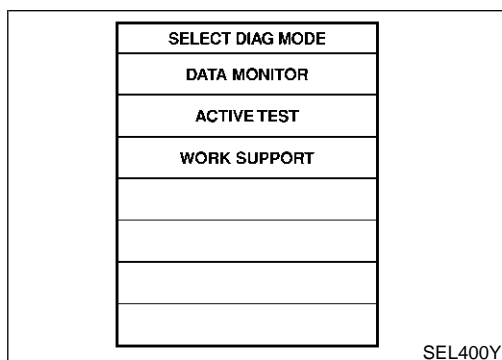 SELECT DIAG MODE
DATA MONITOR
ACTIVE TEST
WORK SUPPORT
SEL400Y